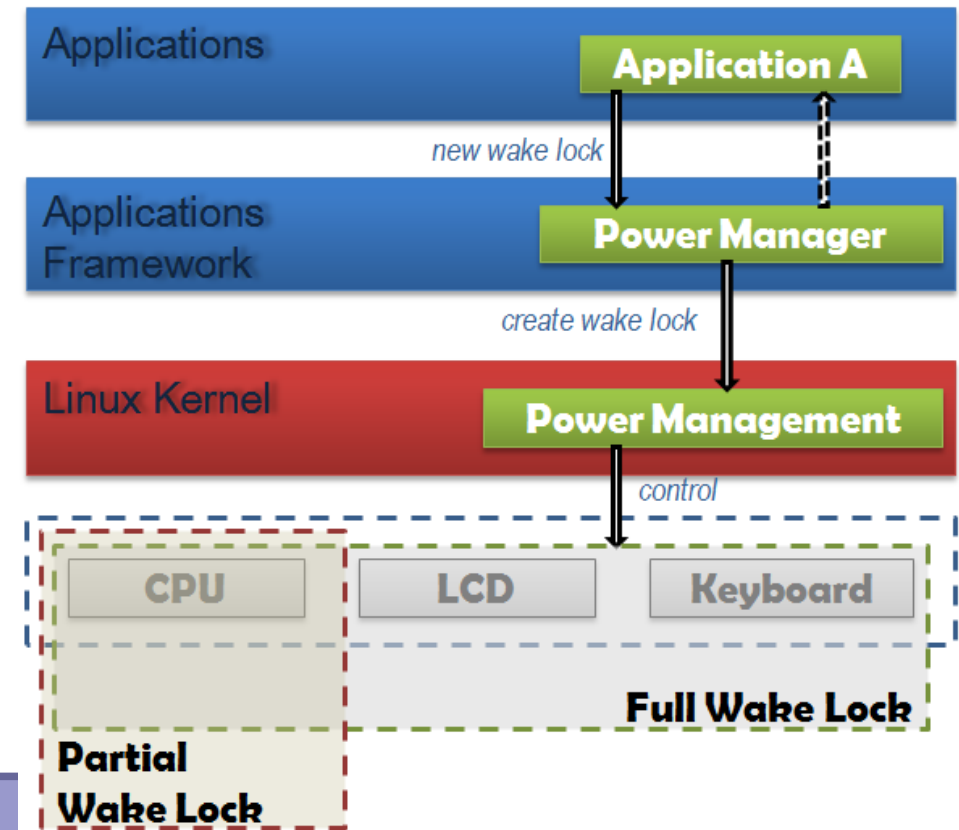 Applications
Application A
new wake lock
Applications
Framework
Power Manager
create wake lock
Linux Kernel
Power Management
control
CPU
LCD
Keyboard
Full Wake Lock
Partial
Wake Lock